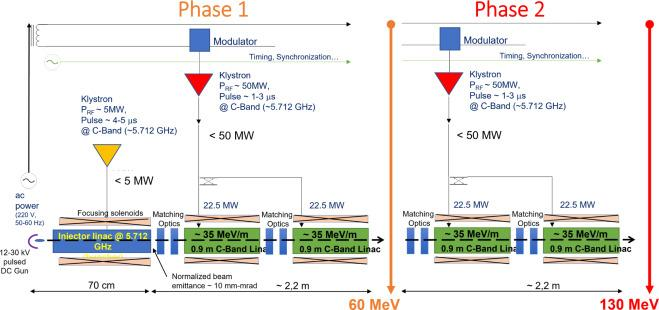 Phase 1
Phase 2
Modulator
Modulator
Timing, Synchronization…
Timing, Synchronization…
Klystron
P_RF ~ 50MW,
Pulse ~ 1-3 μs
@ C-Band (~5.712 GHz)
Klystron
P_RF ~ 50MW,
Pulse ~ 1-3 μs
@ C-Band (~5.712 GHz)
Klystron
P_RF ~ 5MW,
Pulse ~ 4-5 μs
@ C-Band (~5.712 GHz)
< 50 MW
< 50 MW
< 5 MW
ac
power
(220 V,
50-60 Hz)
22.5 MW
22.5 MW
22.5 MW
22.5 MW
Focusing solenoids
Matching
Optics
Matching
Optics
Matching
Optics
Matching
Optics
Injector linac @ 5.712
GHz
~ 35 MeV/m
0.9 m C-Band Linac
~ 35 MeV/m
0.9 m C-Band Linac
~ 35 MeV/m
0.9 m C-Band Linac
~ 35 MeV/m
0.9 m C-Band Linac
12-30 kV
pulsed
DC Gun
Normalized beam
emittance ~ 10 mm-mrad
70 cm
~ 2,2 m
~ 2,2 m
60 MeV
130 MeV